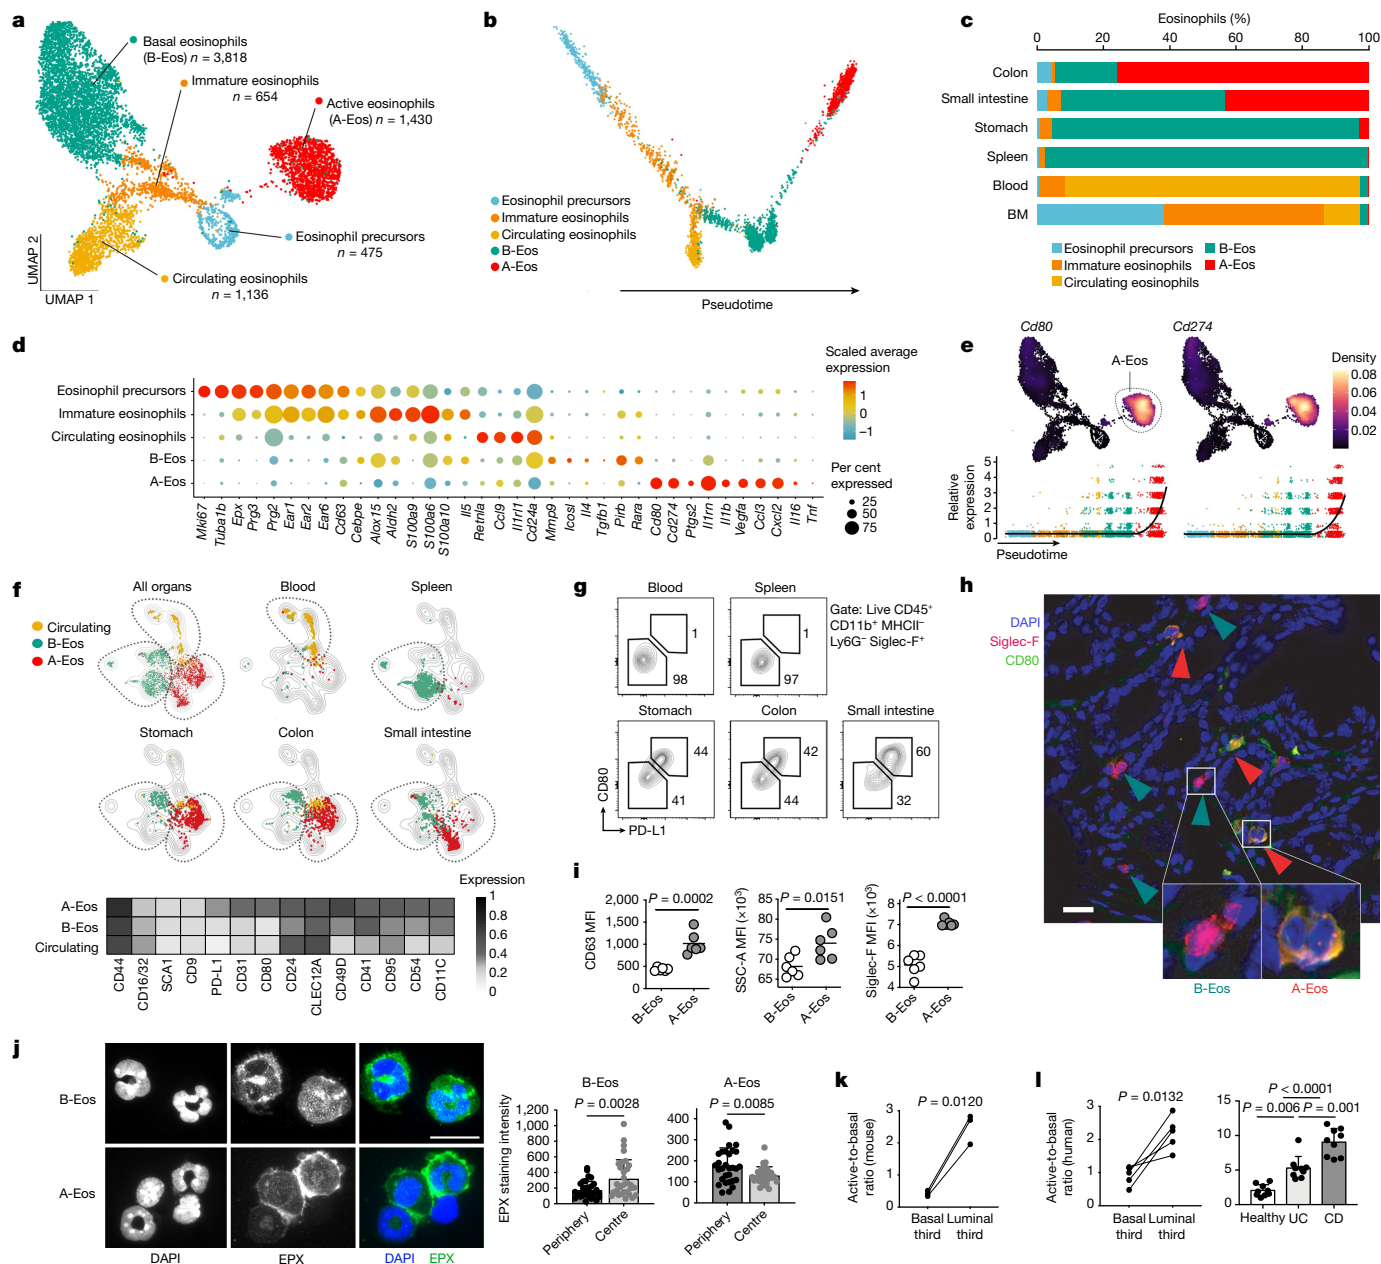 a
Basal eosinophils
(B-Eos) n = 3,818
Immature eosinophils
n = 654
Active eosinophils
(A-Eos) n = 1,430
Eosinophil precursors
n = 475
Circulating eosinophils
n = 1,136
UMAP 2
UMAP 1
b
Eosinophil precursors
Immature eosinophils
Circulating eosinophils
B-Eos
A-Eos
Pseudotime
c
Eosinophils (%)
0 20 40 60 80 100
Colon
Small intestine
Stomach
Spleen
Blood
BM
Eosinophil precursors
Immature eosinophils
Circulating eosinophils
B-Eos
A-Eos
d
Eosinophil precursors
Immature eosinophils
Circulating eosinophils
B-Eos
A-Eos
Mki67 Tuba1b Epx Prg3 Prg2 Ear1 Ear2 Ear6 Cd63 Cebpe Alox15 Aldh2 S100a9 S100a6 S100a10 Il5 Retnla Ccl9 Il1rl1 Cd24a Mmp9 Icosl Il4 Tgfb1 Pirb Rara Cd80 Cd274 Ptgs2 Il1rn Il1b Vegfa Ccl3 Cxcl2 Il16 Tnf
Scaled average
expression
1
0
−1
Per cent
expressed
25
50
75
e
Cd80
Cd274
A-Eos
Density
0.08
0.06
0.04
0.02
Relative
expression
5
4
3
2
1
0
Pseudotime
f
All organs
Blood
Spleen
Circulating
B-Eos
A-Eos
Stomach
Colon
Small intestine
Expression
1
0.8
0.6
0.4
0.2
0
A-Eos
B-Eos
Circulating
CD44 CD16/32 SCA1 CD9 PD-L1 CD31 CD80 CD24 CLEC12A CD49D CD41 CD95 CD54 CD11C
g
Blood
Spleen
Gate: Live CD45+
CD11b+ MHCII−
Ly6G− Siglec-F+
1
98
1
97
Stomach
Colon
Small intestine
44
41
42
44
60
32
CD80
PD-L1
h
DAPI
Siglec-F
CD80
B-Eos
A-Eos
i
CD63 MFI
2,000
1,500
1,000
500
0
P = 0.0002
B-Eos
A-Eos
SSC-A MFI (×10³)
85
80
75
70
65
P = 0.0151
B-Eos
A-Eos
Siglec-F MFI (×10³)
8
7
6
5
4
P < 0.0001
B-Eos
A-Eos
j
B-Eos
A-Eos
DAPI
EPX
DAPI EPX
EPX staining intensity
B-Eos
P = 0.0028
1,200
1,000
800
600
400
200
0
Periphery
Centre
A-Eos
P = 0.0085
400
300
200
100
0
Periphery
Centre
k
Active-to-basal
ratio (mouse)
3
2
1
0
P = 0.0120
Basal
third
Luminal
third
l
Active-to-basal
ratio (human)
3
2
1
0
P = 0.0132
Basal
third
Luminal
third
P < 0.0001
P = 0.006
P = 0.001
15
10
5
0
Healthy UC CD